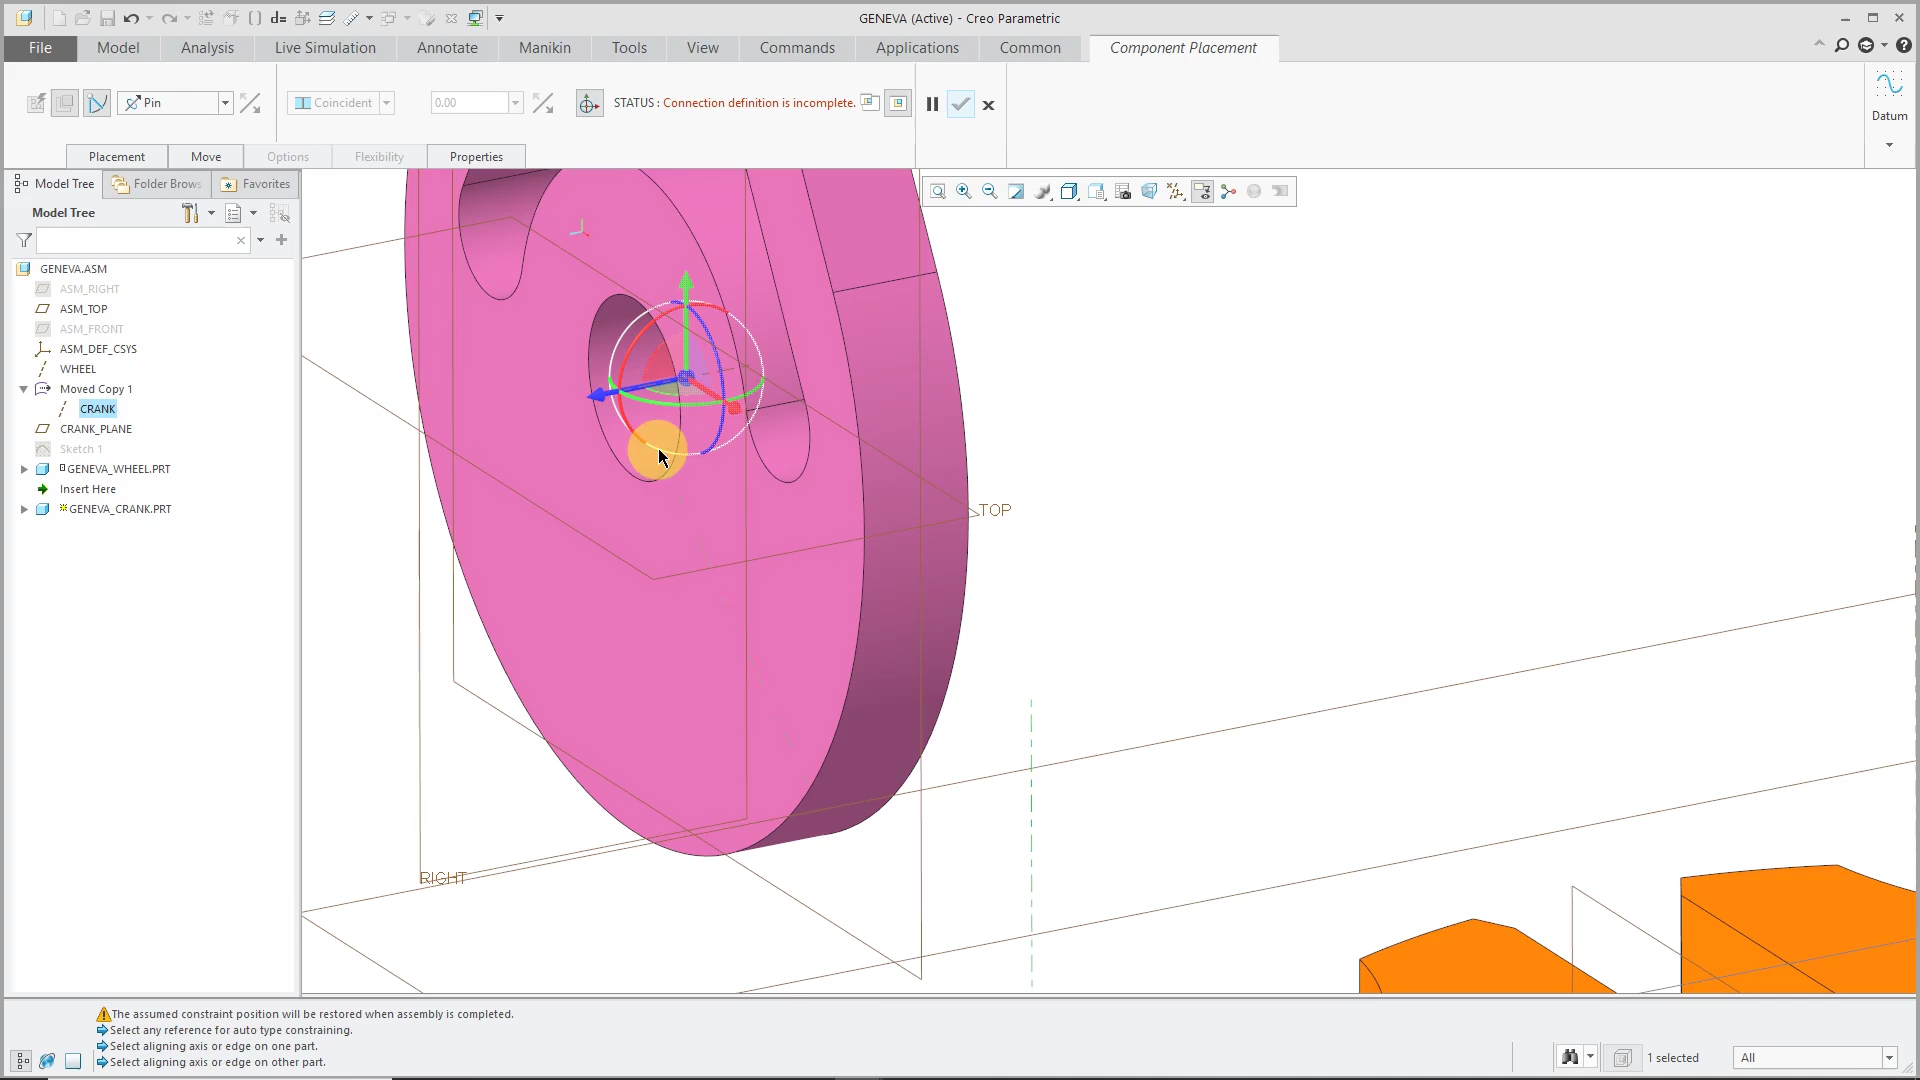 GENEVA (Active) - Creo Parametric
File
Model
Analysis
Live Simulation
Annotate
Manikin
Tools
View
Commands
Applications
Common
Component Placement
Pin
Coincident
0.00
STATUS : Connection definition is incomplete.
Datum
Placement
Move
Options
Flexibility
Properties
Model Tree
Folder Brows
Favorites
Model Tree
GENEVA.ASM
ASM_RIGHT
ASM_TOP
ASM_FRONT
ASM_DEF_CSYS
WHEEL
Moved Copy 1
CRANK
CRANK_PLANE
Sketch 1
GENEVA_WHEEL.PRT
Insert Here
GENEVA_CRANK.PRT
TOP
RIGHT
The assumed constraint position will be restored when assembly is completed.
Select any reference for auto type constraining.
Select aligning axis or edge on one part.
Select aligning axis or edge on other part.
1 selected
All